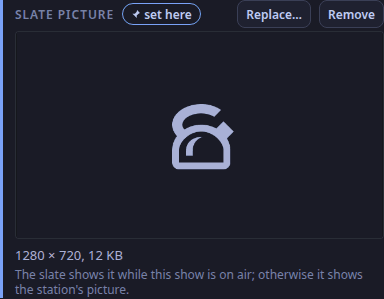 SLATE PICTURE
set here
Replace...
Remove
1280 × 720, 12 KB
The slate shows it while this show is on air; otherwise it shows
the station's picture.